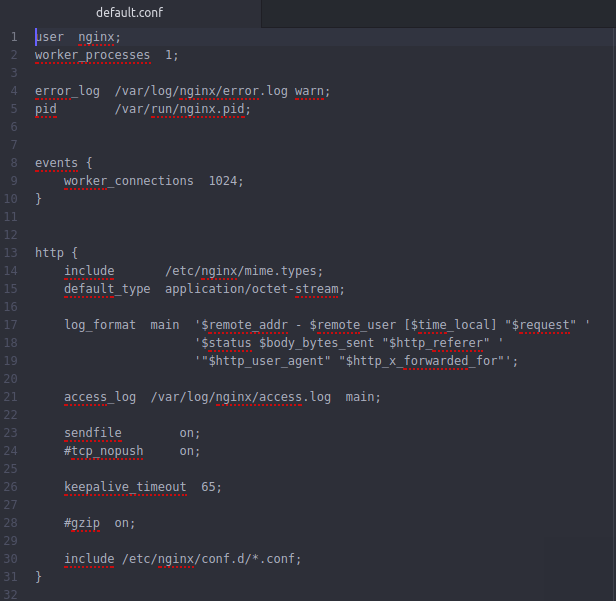 default.conf
1 user  nginx;
2 worker_processes  1;
3
4 error_log  /var/log/nginx/error.log warn;
5 pid        /var/run/nginx.pid;
6
7
8 events {
9     worker_connections  1024;
10 }
11
12
13 http {
14     include       /etc/nginx/mime.types;
15     default_type  application/octet-stream;
16
17     log_format  main  '$remote_addr - $remote_user [$time_local] "$request" '
18                       '$status $body_bytes_sent "$http_referer" '
19                       '"$http_user_agent" "$http_x_forwarded_for"';
20
21     access_log  /var/log/nginx/access.log  main;
22
23     sendfile        on;
24     #tcp_nopush     on;
25
26     keepalive_timeout  65;
27
28     #gzip  on;
29
30     include /etc/nginx/conf.d/*.conf;
31 }
32